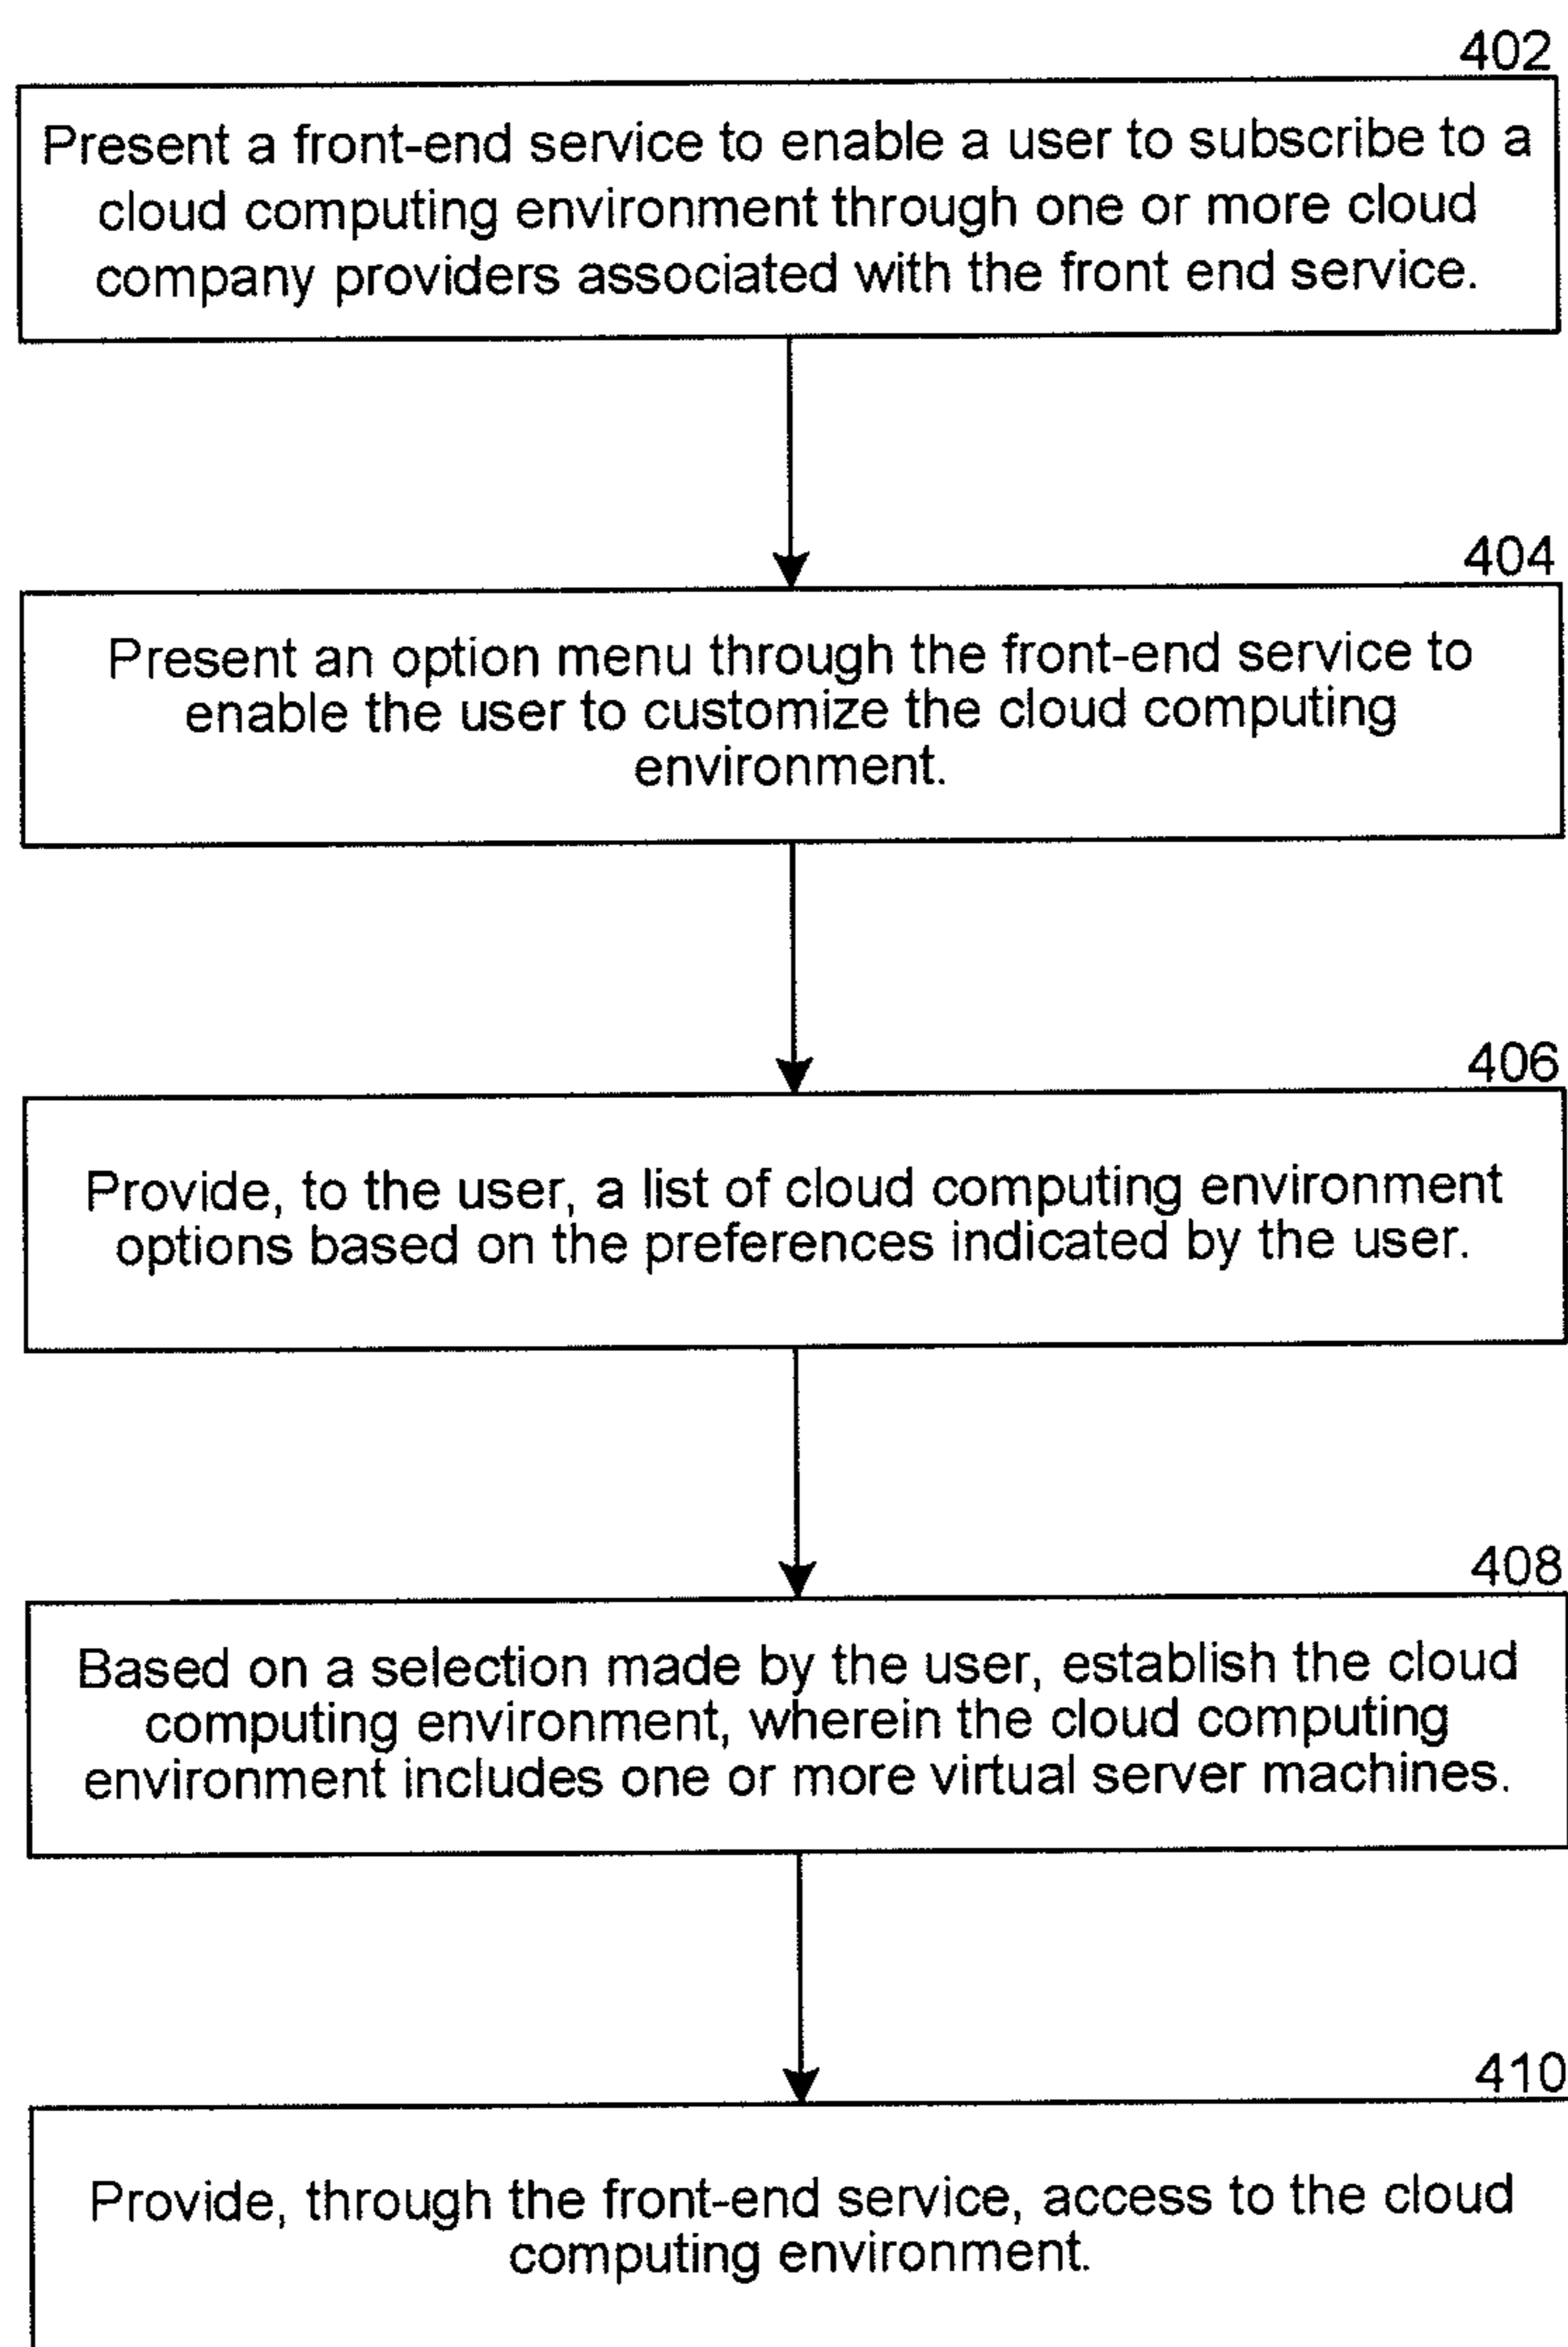 402
Present a front-end service to enable a user to subscribe to a
cloud computing environment through one or more cloud
company providers associated with the front end service.
404
Present an option menu through the front-end service to
enable the user to customize the cloud computing
environment.
406
Provide, to the user, a list of cloud computing environment
options based on the preferences indicated by the user.
408
Based on a selection made by the user, establish the cloud
computing environment, wherein the cloud computing
environment includes one or more virtual server machines.
410
Provide, through the front-end service, access to the cloud
computing environment.